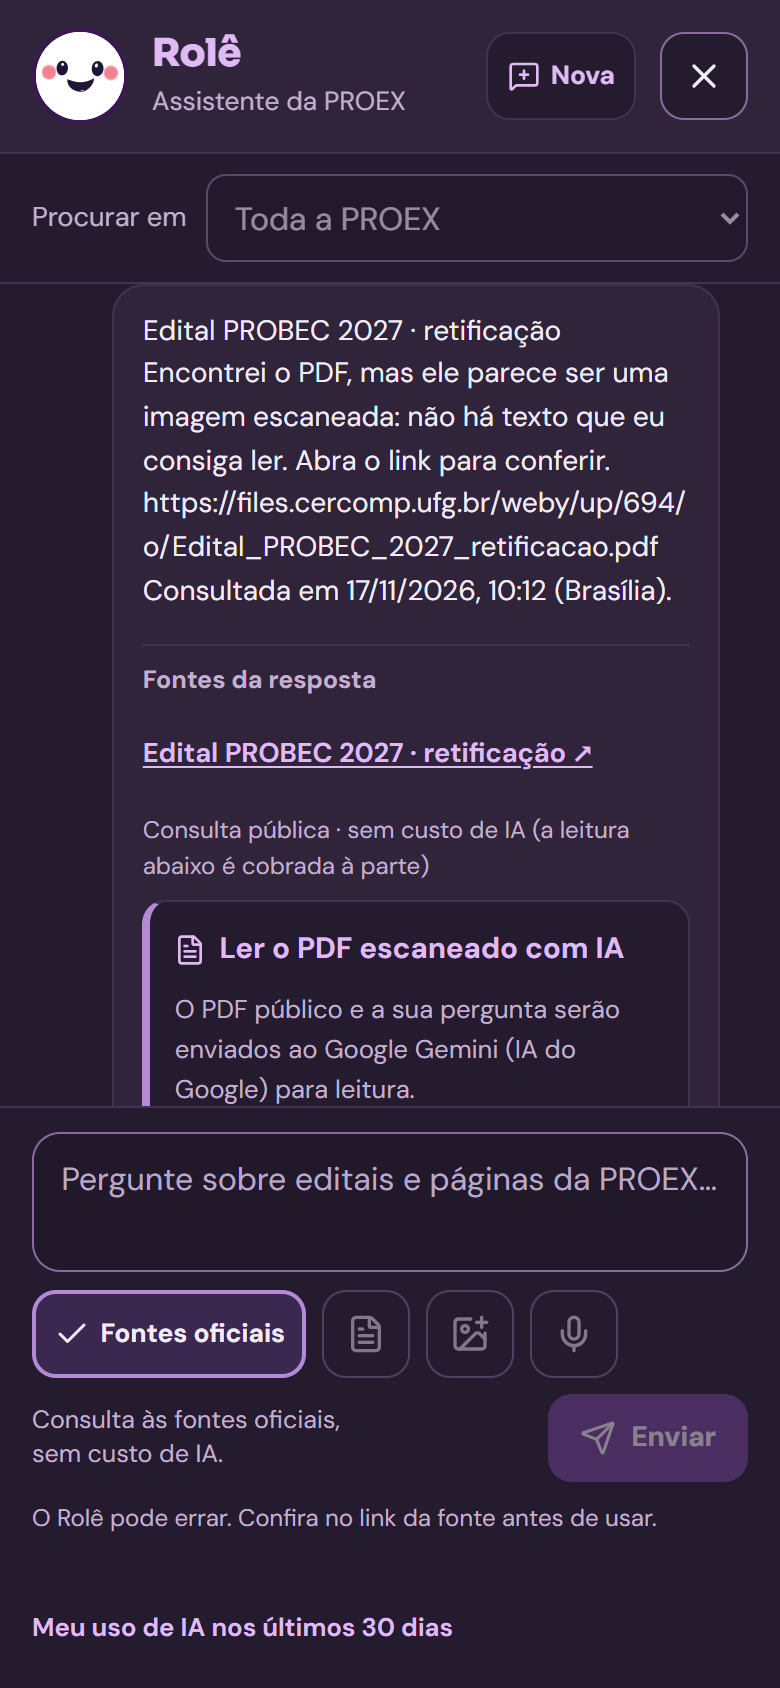 Rolê
Assistente da PROEX
Nova
Procurar em
Toda a PROEX
Edital PROBEC 2027 · retificação
Encontrei o PDF, mas ele parece ser uma
imagem escaneada: não há texto que eu
consiga ler. Abra o link para conferir.
https://files.cercomp.ufg.br/weby/up/694/
o/Edital_PROBEC_2027_retificacao.pdf
Consultada em 17/11/2026, 10:12 (Brasília).
Fontes da resposta
Edital PROBEC 2027 · retificação ↗
Consulta pública · sem custo de IA (a leitura
abaixo é cobrada à parte)
Ler o PDF escaneado com IA
O PDF público e a sua pergunta serão
enviados ao Google Gemini (IA do
Google) para leitura.
Pergunte sobre editais e páginas da PROEX…
Fontes oficiais
Consulta às fontes oficiais,
sem custo de IA.
Enviar
O Rolê pode errar. Confira no link da fonte antes de usar.
Meu uso de IA nos últimos 30 dias